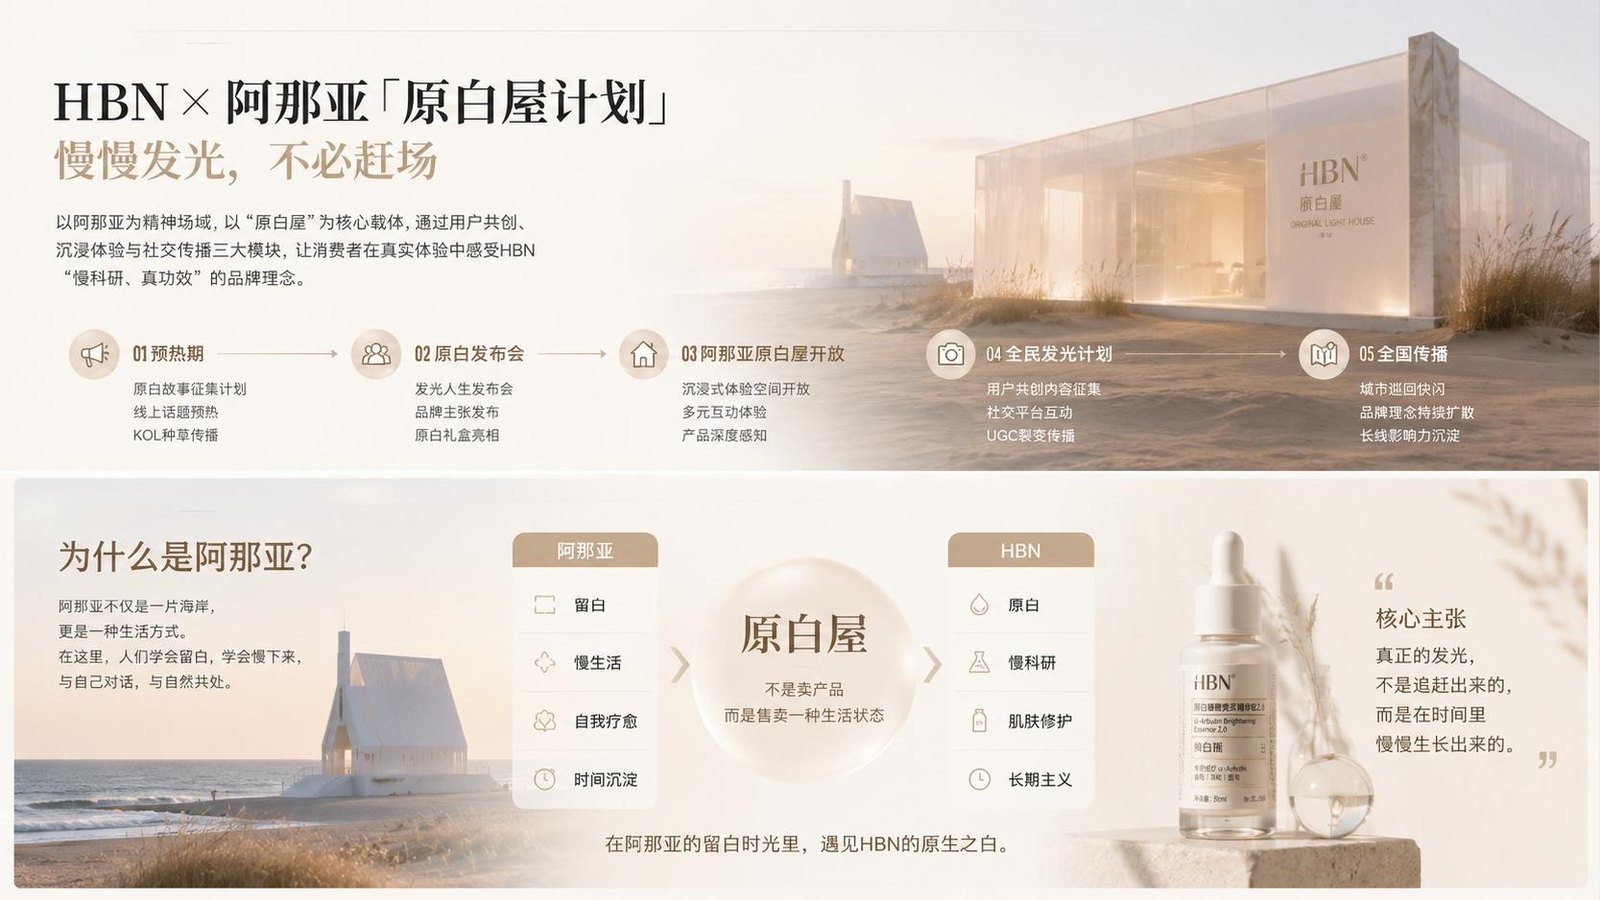 HBN × 阿那亚「原白屋计划」
慢慢发光，不必赶场
以阿那亚为精神场域，以“原白屋”为核心载体，通过用户共创、
沉浸体验与社交传播三大模块，让消费者在真实体验中感受HBN
“慢科研、真功效”的品牌理念。
HBN®
原白屋
ORIGINAL LIGHT HOUSE
01 预热期
原白故事征集计划
线上话题预热
KOL种草传播
02 原白发布会
发光人生发布会
品牌主张发布
原白礼盒亮相
03 阿那亚原白屋开放
沉浸式体验空间开放
多元互动体验
产品深度感知
04 全民发光计划
用户共创内容征集
社交平台互动
UGC裂变传播
05 全国传播
城市巡回快闪
品牌理念持续扩散
长线影响力沉淀
为什么是阿那亚？
阿那亚不仅是一片海岸，
更是一种生活方式。
在这里，人们学会留白，学会慢下来，
与自己对话，与自然共处。
阿那亚
留白
慢生活
自我疗愈
时间沉淀
原白屋
不是卖产品
而是售卖一种生活状态
HBN
原白
慢科研
肌肤修护
长期主义
在阿那亚的留白时光里，遇见HBN的原生之白。
HBN®
α-Arbutin Brightening
Essence 2.0
“
核心主张
真正的发光，
不是追赶出来的，
而是在时间里
慢慢生长出来的。
”